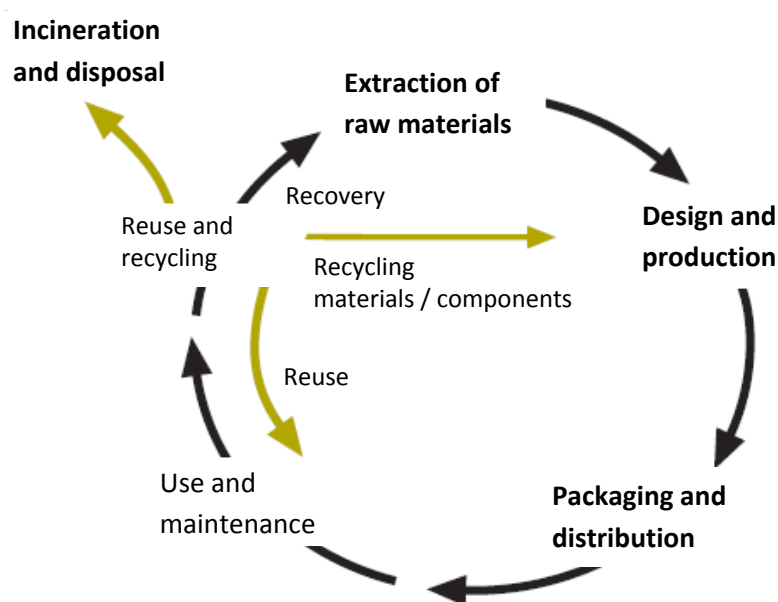 Incineration
and disposal
Extraction of
raw materials
Recovery
Reuse and
recycling
Design and
production
Recycling
materials / components
Reuse
Use and
maintenance
Packaging and
distribution